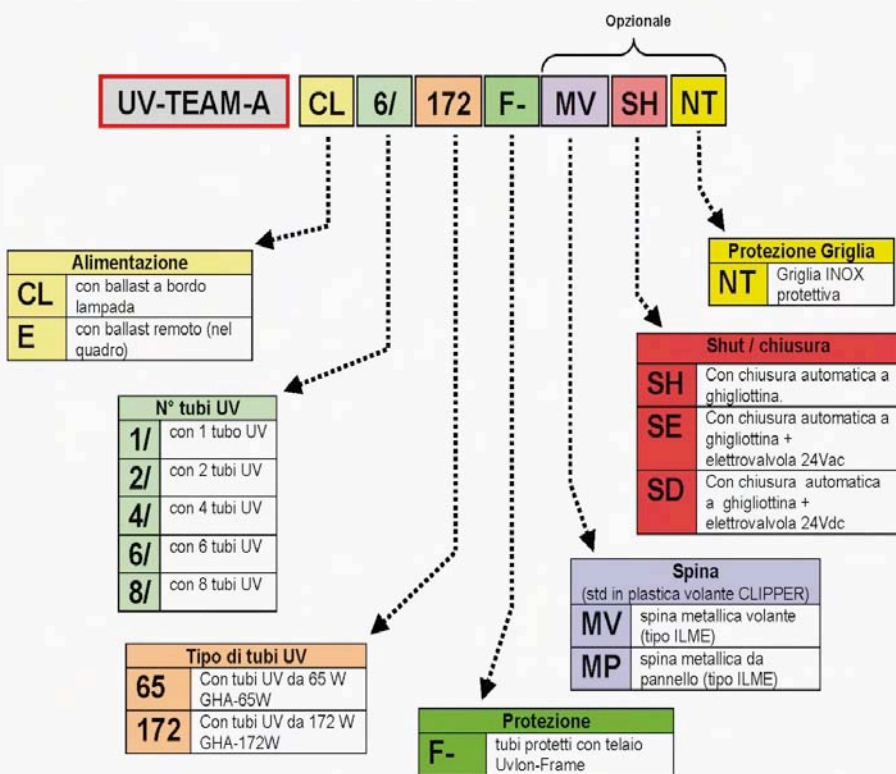 Opzionale
UV-TEAM-A CL 6/ 172 F- MV SH NT
Alimentazione
CL con ballast a bordo
lampada
E con ballast remoto (nel
quadro)
Protezione Griglia
NT Griglia INOX
protettiva
Shut / chiusura
SH Con chiusura automatica a
ghigliottina.
SE Con chiusura automatica a
ghigliottina +
elettrovalvola 24Vac
SD Con chiusura automatica
a ghigliottina +
elettrovalvola 24Vdc
N° tubi UV
1/ con 1 tubo UV
2/ con 2 tubi UV
4/ con 4 tubi UV
6/ con 6 tubi UV
8/ con 8 tubi UV
Spina
(std in plastica volante CLIPPER)
MV spina metallica volante
(tipo ILME)
MP spina metallica da
pannello (tipo ILME)
Tipo di tubi UV
65 Con tubi UV da 65 W
GHA-65W
172 Con tubi UV da 172 W
GHA-172W
Protezione
F- tubi protetti con telaio
Uvlon-Frame